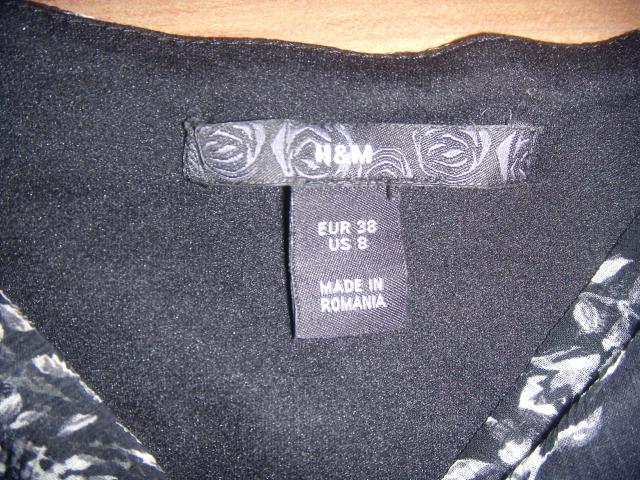 H&M
EUR 38
US 8
MADE IN
ROMANIA